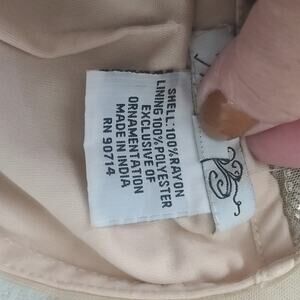 SHELL: 100% RAYON
LINING 100% POLYESTER
EXCLUSIVE OF
ORNAMENTATION
MADE IN INDIA
RN 90714